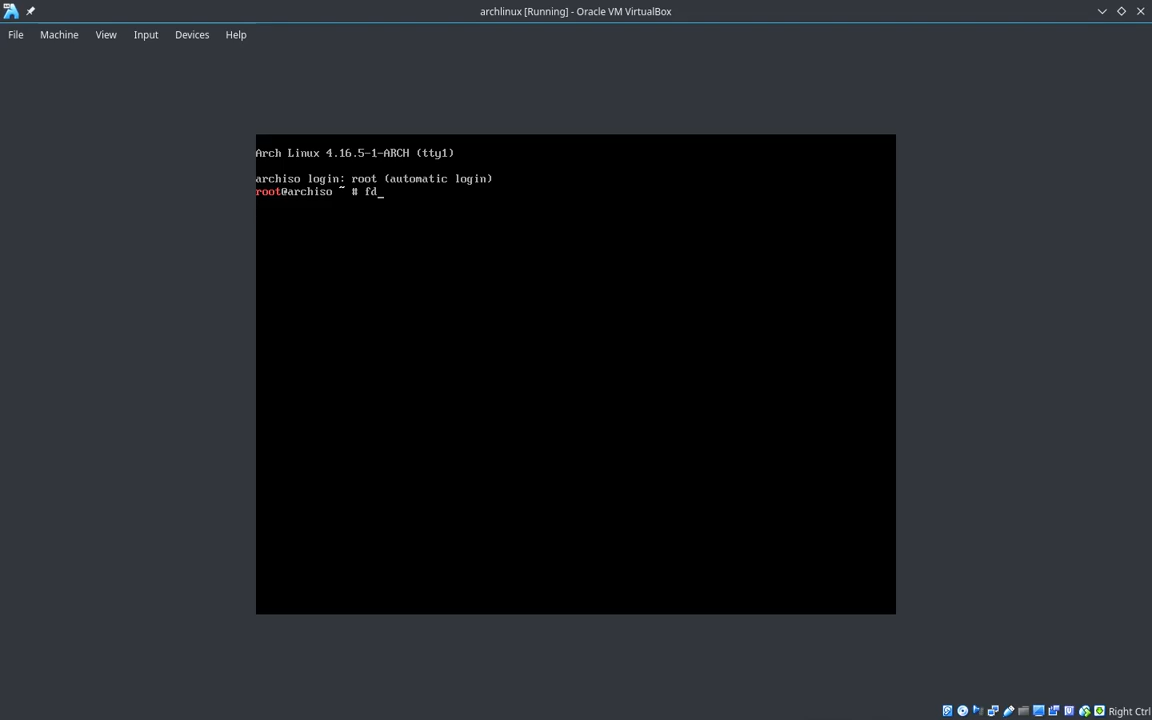 archlinux [Running] - Oracle VM VirtualBox
File Machine View Input Devices Help
Arch Linux 4.16.5-1-ARCH (tty1)
archiso login: root (automatic login)
root@archiso ~ # fd_
Right Ctrl